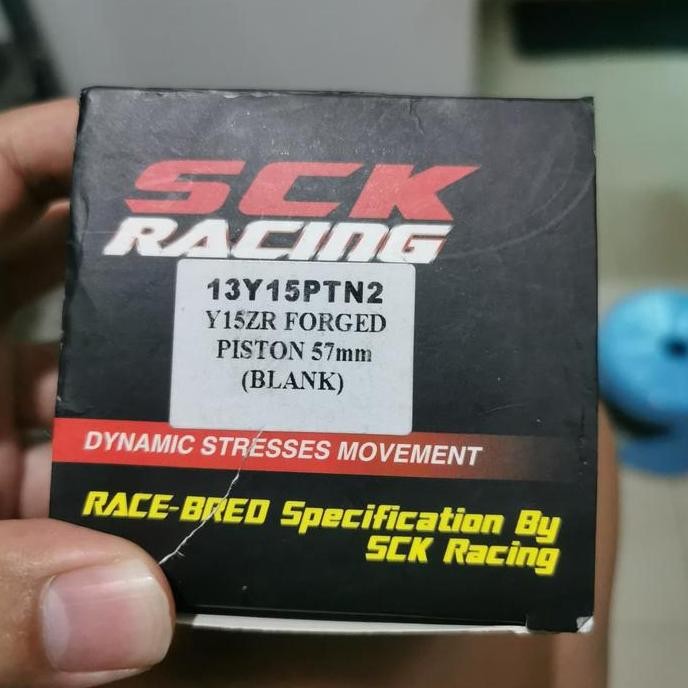 SCK
RACING
13Y15PTN2
Y15ZR FORGED
PISTON 57mm
(BLANK)
DYNAMIC STRESSES MOVEMENT
RACE-BRED Specification By
SCK Racing